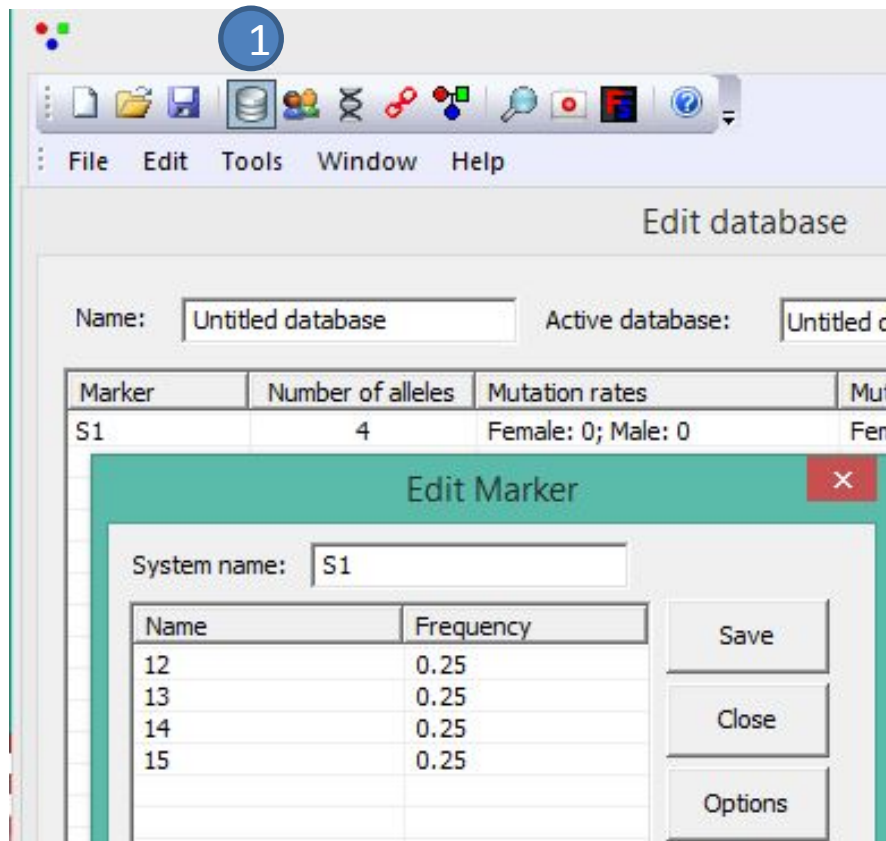 1
File Edit Tools Window Help
Edit database
Name: Untitled database Active database: Untitled
Marker Number of alleles Mutation rates
S1 4 Female: 0; Male: 0
Edit Marker
System name: S1
Name Frequency
Save
12 0.25
13 0.25
14 0.25
Close
15 0.25
Options